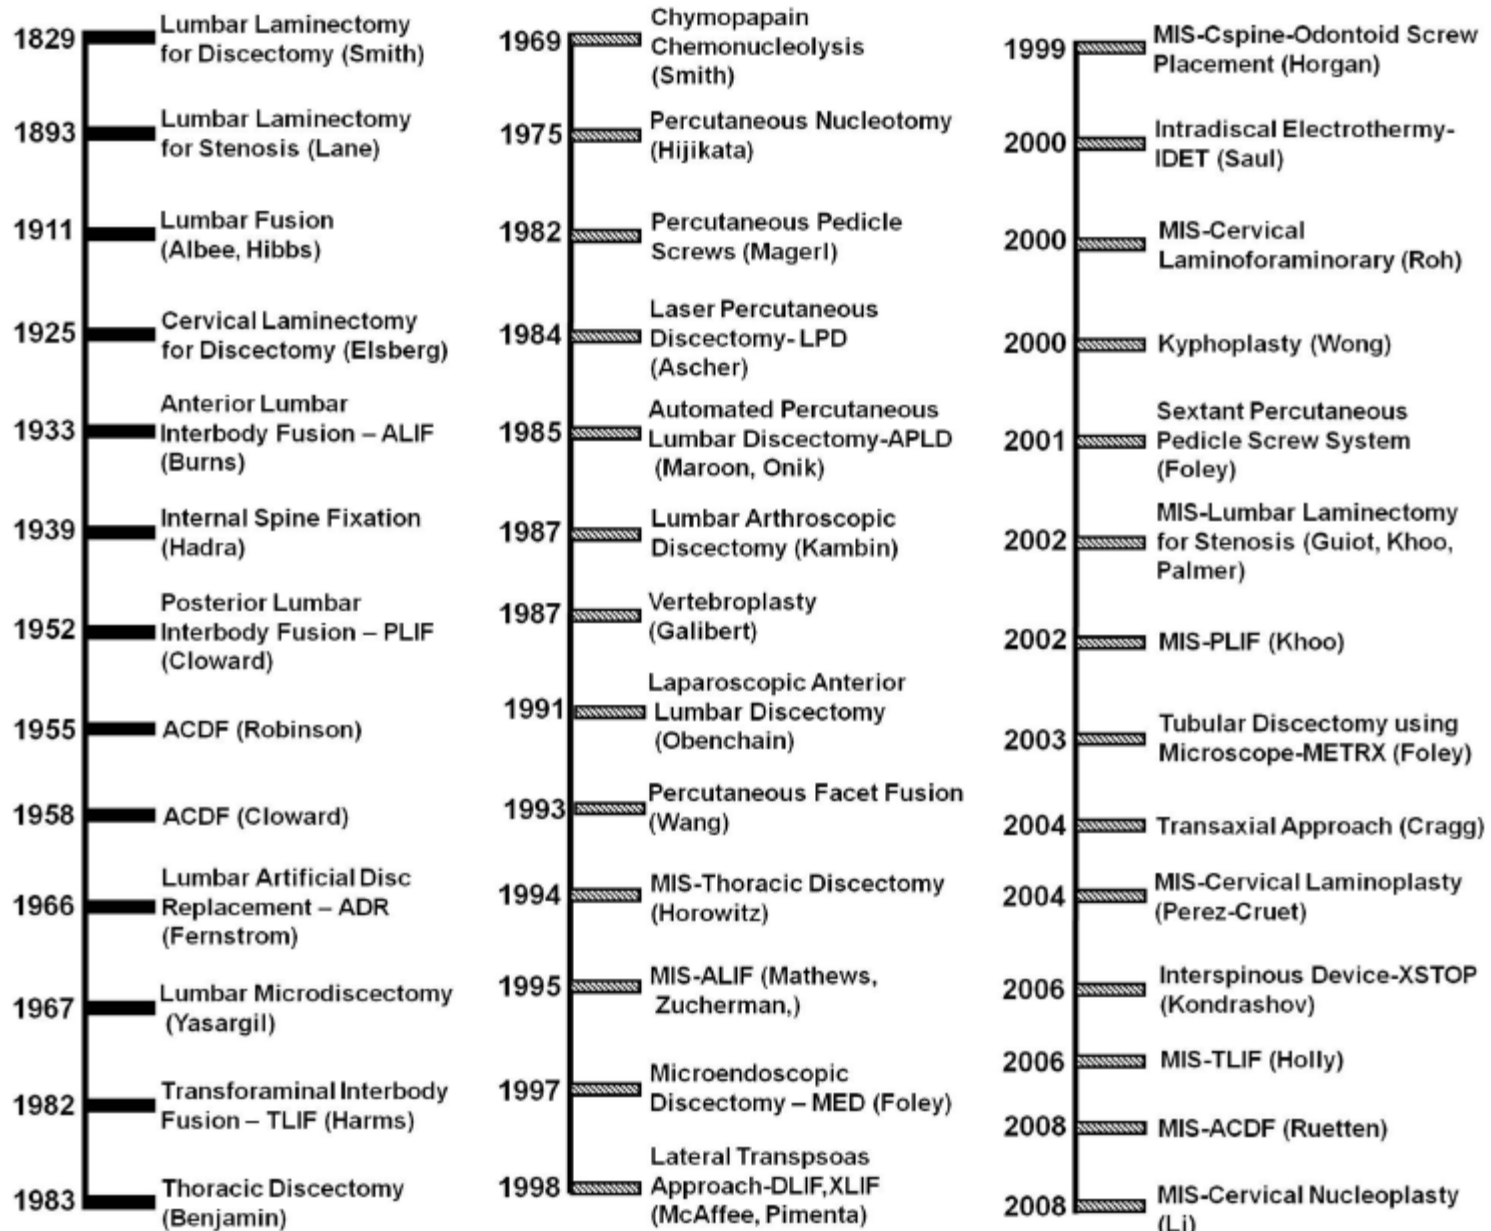 1829
Lumbar Laminectomy
for Discectomy (Smith)
1893
Lumbar Laminectomy
for Stenosis (Lane)
1911
Lumbar Fusion
(Albee, Hibbs)
1925
Cervical Laminectomy
for Discectomy (Elsberg)
1933
Anterior Lumbar
Interbody Fusion – ALIF
(Burns)
1939
Internal Spine Fixation
(Hadra)
1952
Posterior Lumbar
Interbody Fusion – PLIF
(Cloward)
1955
ACDF (Robinson)
1958
ACDF (Cloward)
1966
Lumbar Artificial Disc
Replacement – ADR
(Fernstrom)
1967
Lumbar Microdiscectomy
(Yasargil)
1982
Transforaminal Interbody
Fusion – TLIF (Harms)
1983
Thoracic Discectomy
(Benjamin)
1969
Chymopapain
Chemonucleolysis
(Smith)
1975
Percutaneous Nucleotomy
(Hijikata)
1982
Percutaneous Pedicle
Screws (Magerl)
1984
Laser Percutaneous
Discectomy- LPD
(Ascher)
1985
Automated Percutaneous
Lumbar Discectomy-APLD
(Maroon, Onik)
1987
Lumbar Arthroscopic
Discectomy (Kambin)
1987
Vertebroplasty
(Galibert)
1991
Laparoscopic Anterior
Lumbar Discectomy
(Obenchain)
1993
Percutaneous Facet Fusion
(Wang)
1994
MIS-Thoracic Discectomy
(Horowitz)
1995
MIS-ALIF (Mathews,
Zucherman,)
1997
Microendoscopic
Discectomy – MED (Foley)
1998
Lateral Transpsoas
Approach-DLIF,XLIF
(McAffee, Pimenta)
1999
MIS-Cspine-Odontoid Screw
Placement (Horgan)
2000
Intradiscal Electrothermy-
IDET (Saul)
2000
MIS-Cervical
Laminoforaminorary (Roh)
2000
Kyphoplasty (Wong)
2001
Sextant Percutaneous
Pedicle Screw System
(Foley)
2002
MIS-Lumbar Laminectomy
for Stenosis (Guiot, Khoo,
Palmer)
2002
MIS-PLIF (Khoo)
2003
Tubular Discectomy using
Microscope-METRX (Foley)
2004
Transaxial Approach (Cragg)
2004
MIS-Cervical Laminoplasty
(Perez-Cruet)
2006
Interspinous Device-XSTOP
(Kondrashov)
2006
MIS-TLIF (Holly)
2008
MIS-ACDF (Ruetten)
2008
MIS-Cervical Nucleoplasty
(Li)